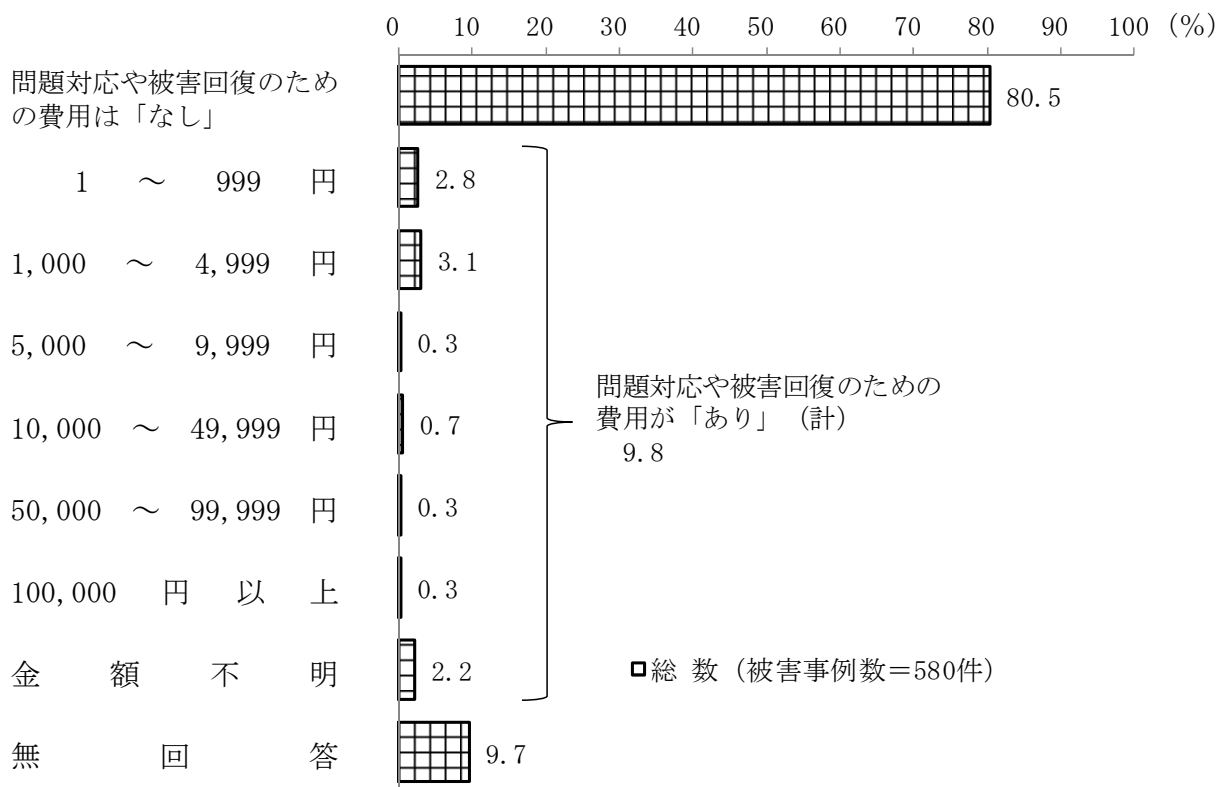 0 10 20 30 40 50 60 70 80 90 100 (%)
問題対応や被害回復のため
の費用は「なし」
80.5
1 ～ 999 円
2.8
1,000 ～ 4,999 円
3.1
5,000 ～ 9,999 円
0.3
10,000 ～ 49,999 円
0.7
50,000 ～ 99,999 円
0.3
100,000 円 以 上
0.3
金 額 不 明
2.2
無 回 答
9.7
問題対応や被害回復のための
費用が「あり」（計）
9.8
総 数（被害事例数＝580件）